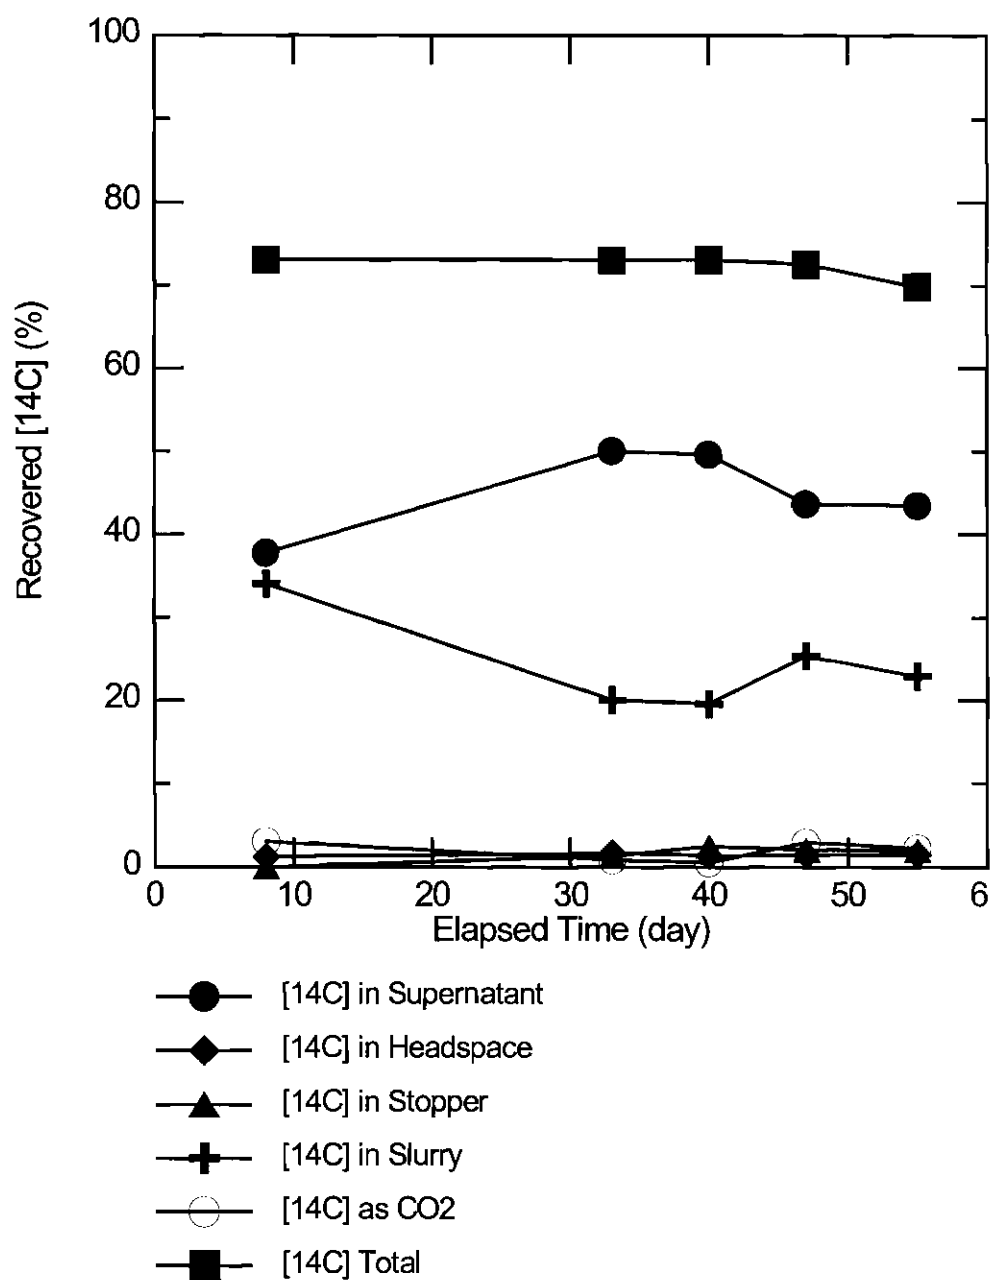 100
80
60
40
20
0
Recovered [14C] (%)
0 10 20 30 40 50 6
Elapsed Time (day)
[14C] in Supernatant
[14C] in Headspace
[14C] in Stopper
[14C] in Slurry
[14C] as CO2
[14C] Total